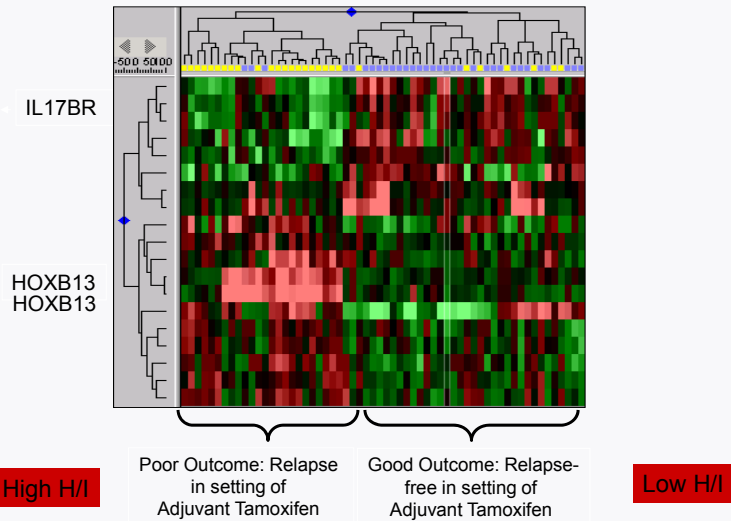 -500 50100
IL17BR
HOXB13
HOXB13
High H/I
Poor Outcome: Relapse
in setting of
Adjuvant Tamoxifen
Good Outcome: Relapse-
free in setting of
Adjuvant Tamoxifen
Low H/I